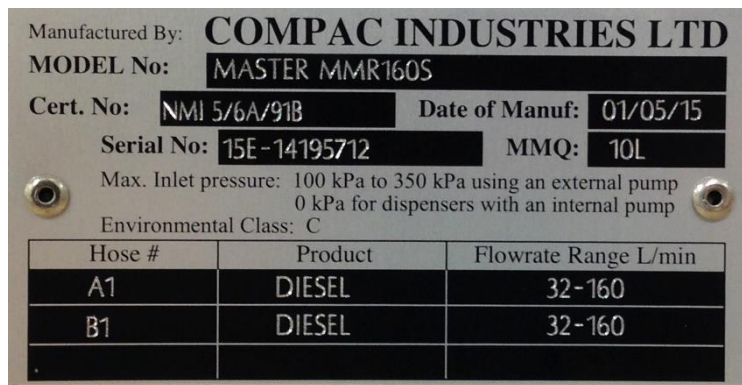 Manufactured By: COMPAC INDUSTRIES LTD
MODEL No: MASTER MMR160S
Cert. No: NMI 5/6A/91B Date of Manuf: 01/05/15
Serial No: 15E-14195712 MMQ: 10L
Max. Inlet pressure: 100 kPa to 350 kPa using an external pump
0 kPa for dispensers with an internal pump
Environmental Class: C
Hose # Product Flowrate Range L/min
A1 DIESEL 32-160
B1 DIESEL 32-160